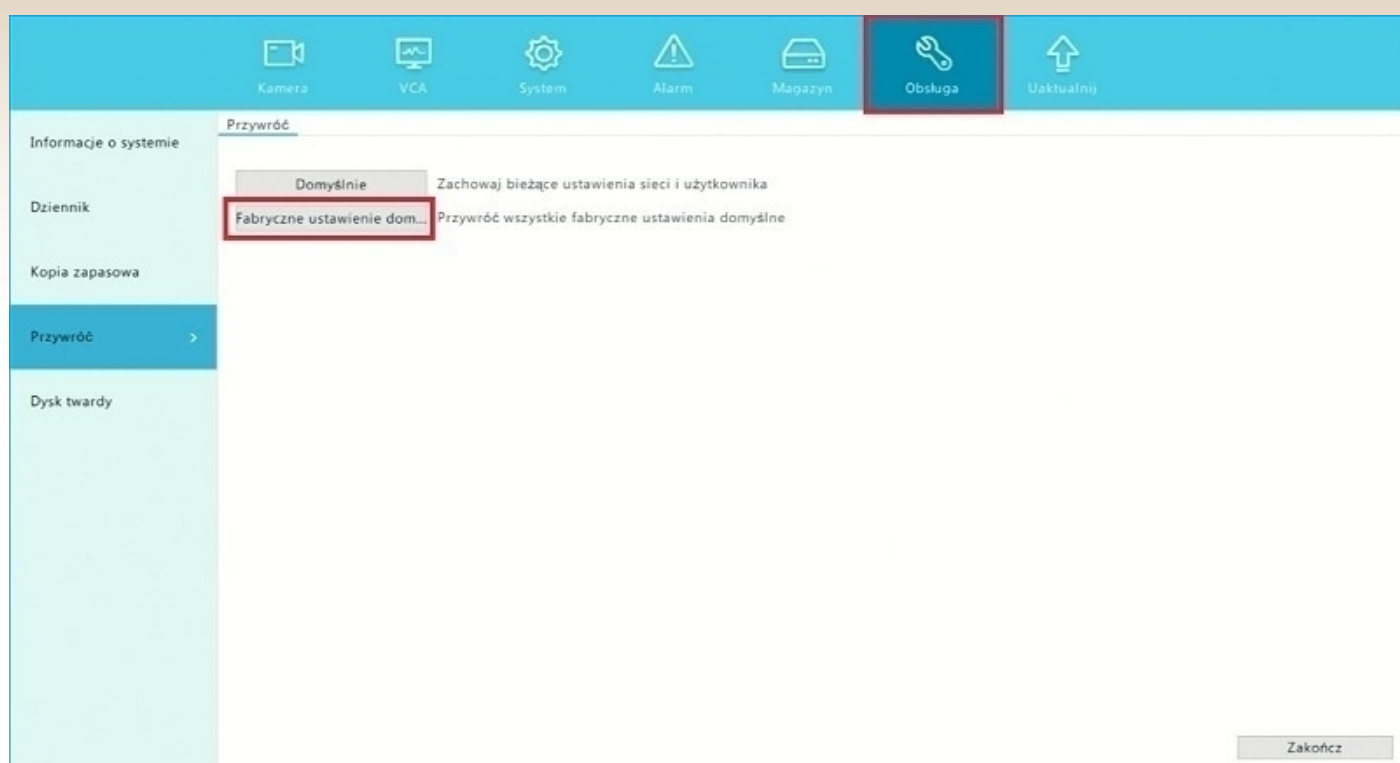 Kamera VCA System Alarm Magazyn Obsługa Uaktualnij
Informacje o systemie
Dziennik
Kopia zapasowa
Przywróć
Dysk twardy
Przywróć
Domyślnie Zachowaj bieżące ustawienia sieci i użytkownika
Fabryczne ustawienie dom... Przywróć wszystkie fabryczne ustawienia domyślne
Zakończ